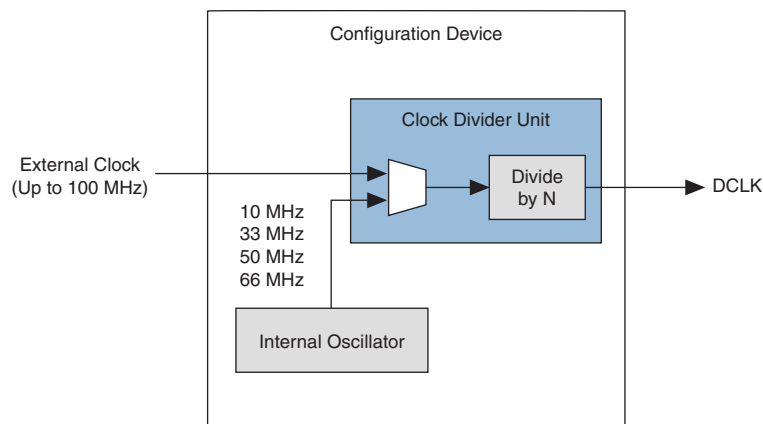 Configuration Device
Clock Divider Unit
External Clock
(Up to 100 MHz)
Divide
by N
DCLK
10 MHz
33 MHz
50 MHz
66 MHz
Internal Oscillator